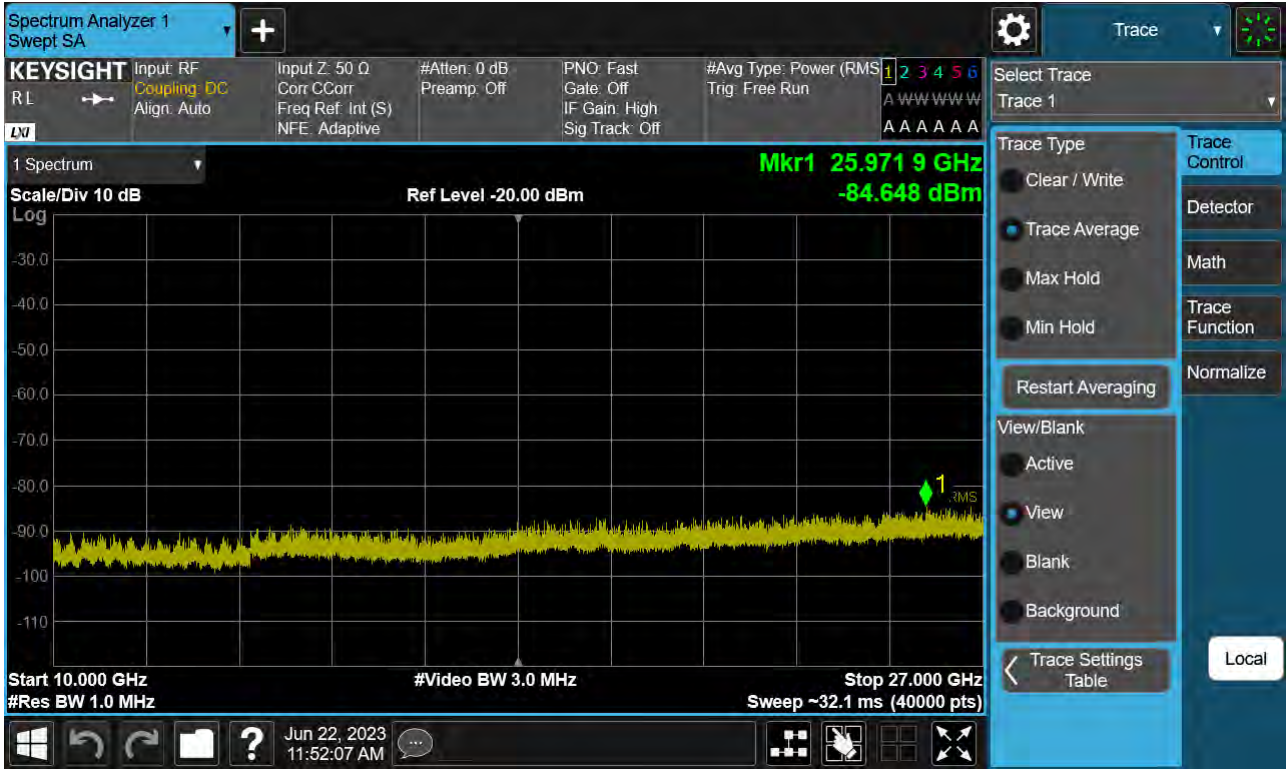 Spectrum Analyzer 1
Swept SA
+
Trace
KEYSIGHT
R L
LXI
Input: RF
Coupling: DC
Align: Auto
Input Z: 50 Ω
Corr CCorr
Freq Ref: Int (S)
NFE: Adaptive
#Atten: 0 dB
Preamp: Off
PNO: Fast
Gate: Off
IF Gain: High
Sig Track: Off
#Avg Type: Power (RMS
Trig: Free Run
1 2 3 4 5 6
A W W W W W
A A A A A A
Select Trace
Trace 1
1 Spectrum
Mkr1 25.971 9 GHz
Scale/Div 10 dB
Ref Level -20.00 dBm
-84.648 dBm
Log
-30.0
-40.0
-50.0
-60.0
-70.0
-80.0
-90.0
-100
-110
1
RMS
Start 10.000 GHz
#Video BW 3.0 MHz
Stop 27.000 GHz
#Res BW 1.0 MHz
Sweep ~32.1 ms (40000 pts)
Trace Type
Clear / Write
Trace Average
Max Hold
Min Hold
Restart Averaging
View/Blank
Active
View
Blank
Background
Trace Settings
Table
Trace
Control
Detector
Math
Trace
Function
Normalize
Local
?
Jun 22, 2023
11:52:07 AM